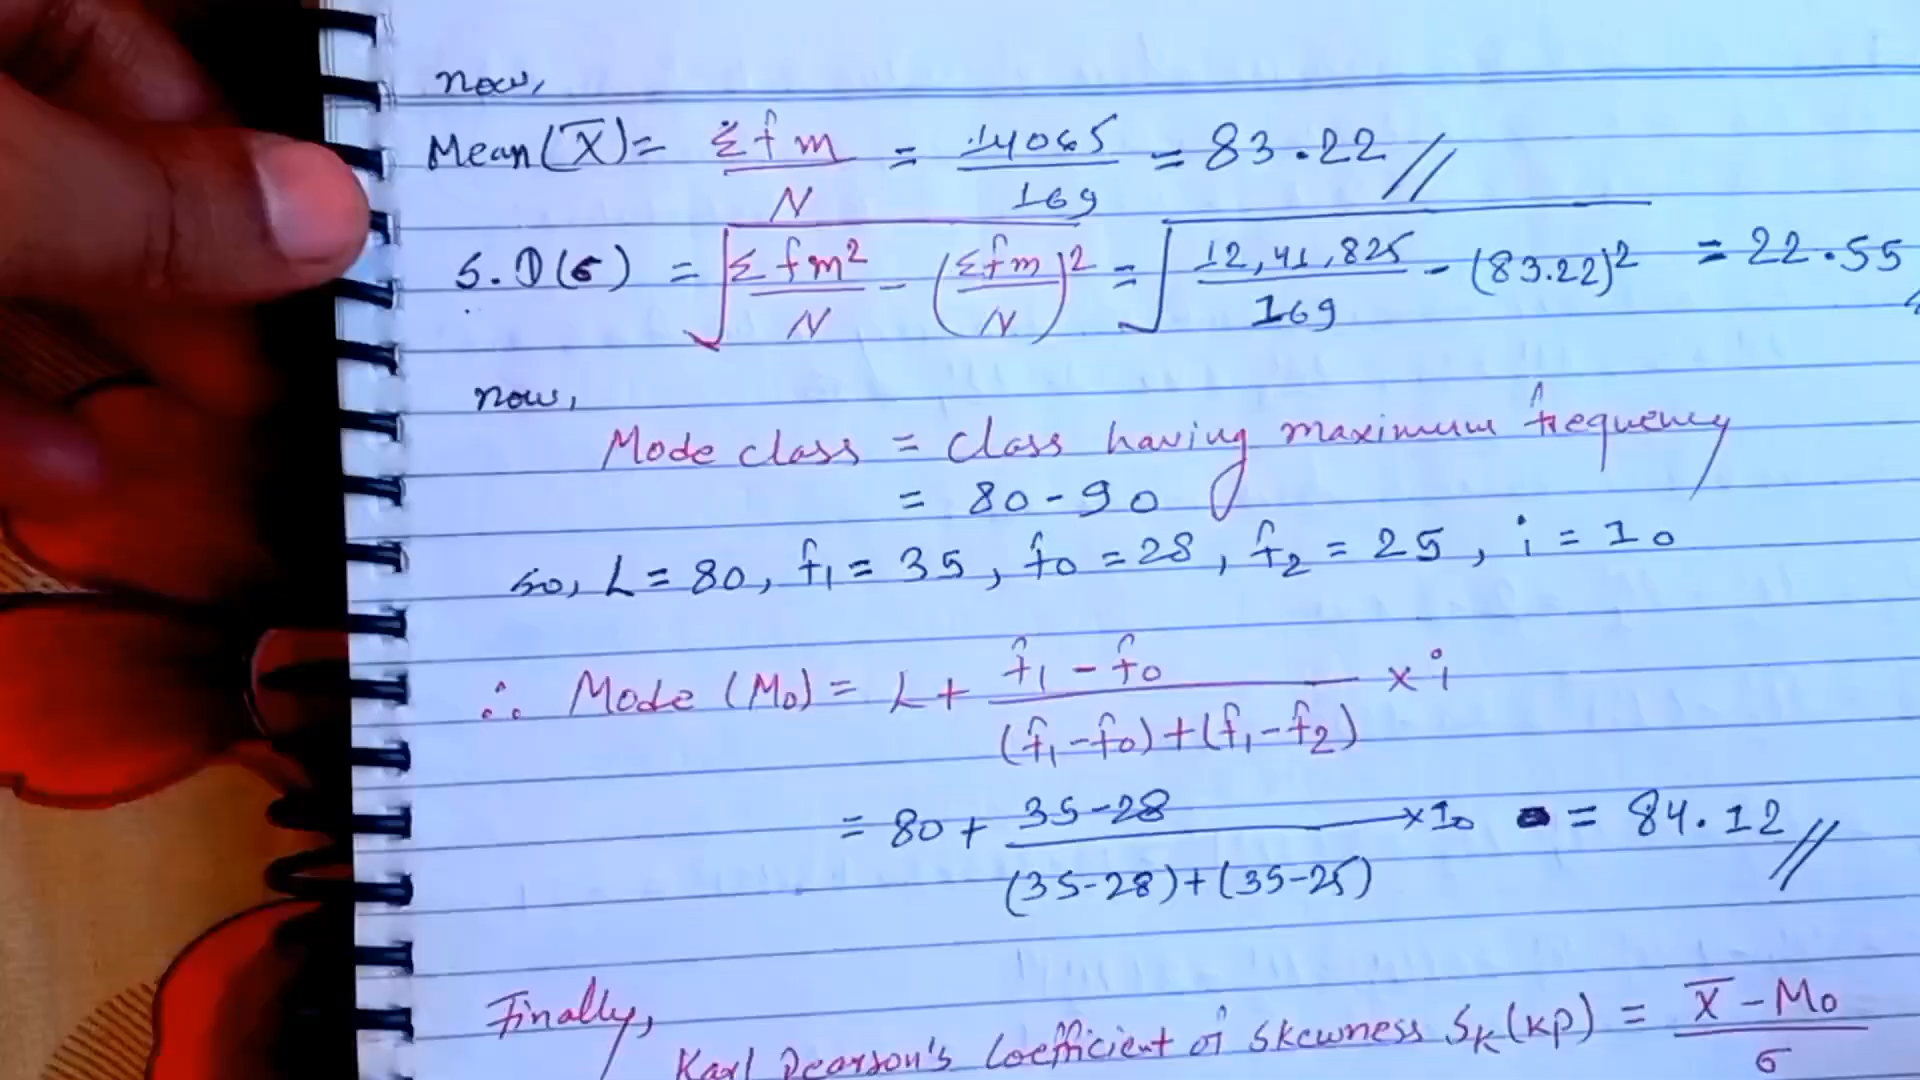 now,
Mean (X̄) = Σfm / N = 14065 / 169 = 83.22 //
S.D (σ) = √( Σfm² / N - (Σfm / N)² ) = √( 12,41,825 / 169 - (83.22)² ) = 22.55
now,
Mode class = class having maximum frequency
= 80 - 90
so, L = 80, f₁ = 35, f₀ = 28, f₂ = 25, i = 10
∴ Mode (M₀) = L + (f₁ - f₀) / ((f₁ - f₀) + (f₁ - f₂)) × i
= 80 + (35 - 28) / ((35 - 28) + (35 - 25)) × 10 = 84.12 //
Finally,
Karl Pearson's Coefficient of skewness Sₖ(kp) = (X̄ - M₀) / σ